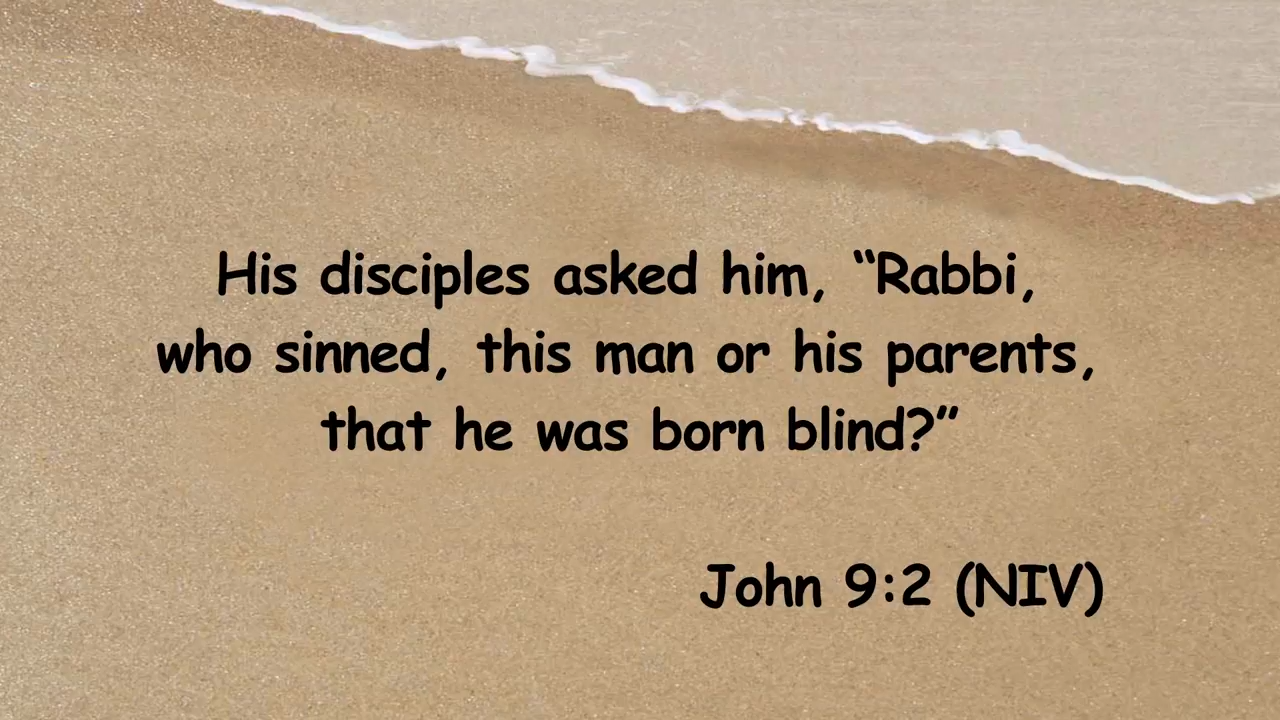 His disciples asked him, “Rabbi,
who sinned, this man or his parents,
that he was born blind?”
John 9:2 (NIV)